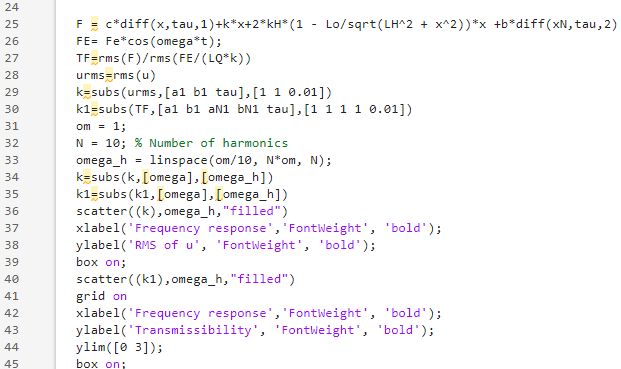 24
25 F = c*diff(x,tau,1)+k*x+2*kH*(1 - Lo/sqrt(LH^2 + x^2))*x +b*diff(xN,tau,2)
26 FE= Fe*cos(omega*t);
27 TF=rms(F)/rms(FE/(LQ*k))
28 urms=rms(u)
29 k=subs(urms,[a1 b1 tau],[1 1 0.01])
30 k1=subs(TF,[a1 b1 aN1 bN1 tau],[1 1 1 1 0.01])
31 om = 1;
32 N = 10; % Number of harmonics
33 omega_h = linspace(om/10, N*om, N);
34 k=subs(k,[omega],[omega_h])
35 k1=subs(k1,[omega],[omega_h])
36 scatter((k),omega_h,"filled")
37 xlabel('Frequency response','FontWeight', 'bold');
38 ylabel('RMS of u', 'FontWeight', 'bold');
39 box on;
40 scatter((k1),omega_h,"filled")
41 grid on
42 xlabel('Frequency response','FontWeight', 'bold');
43 ylabel('Transmissibility', 'FontWeight', 'bold');
44 ylim([0 3]);
45 box on;